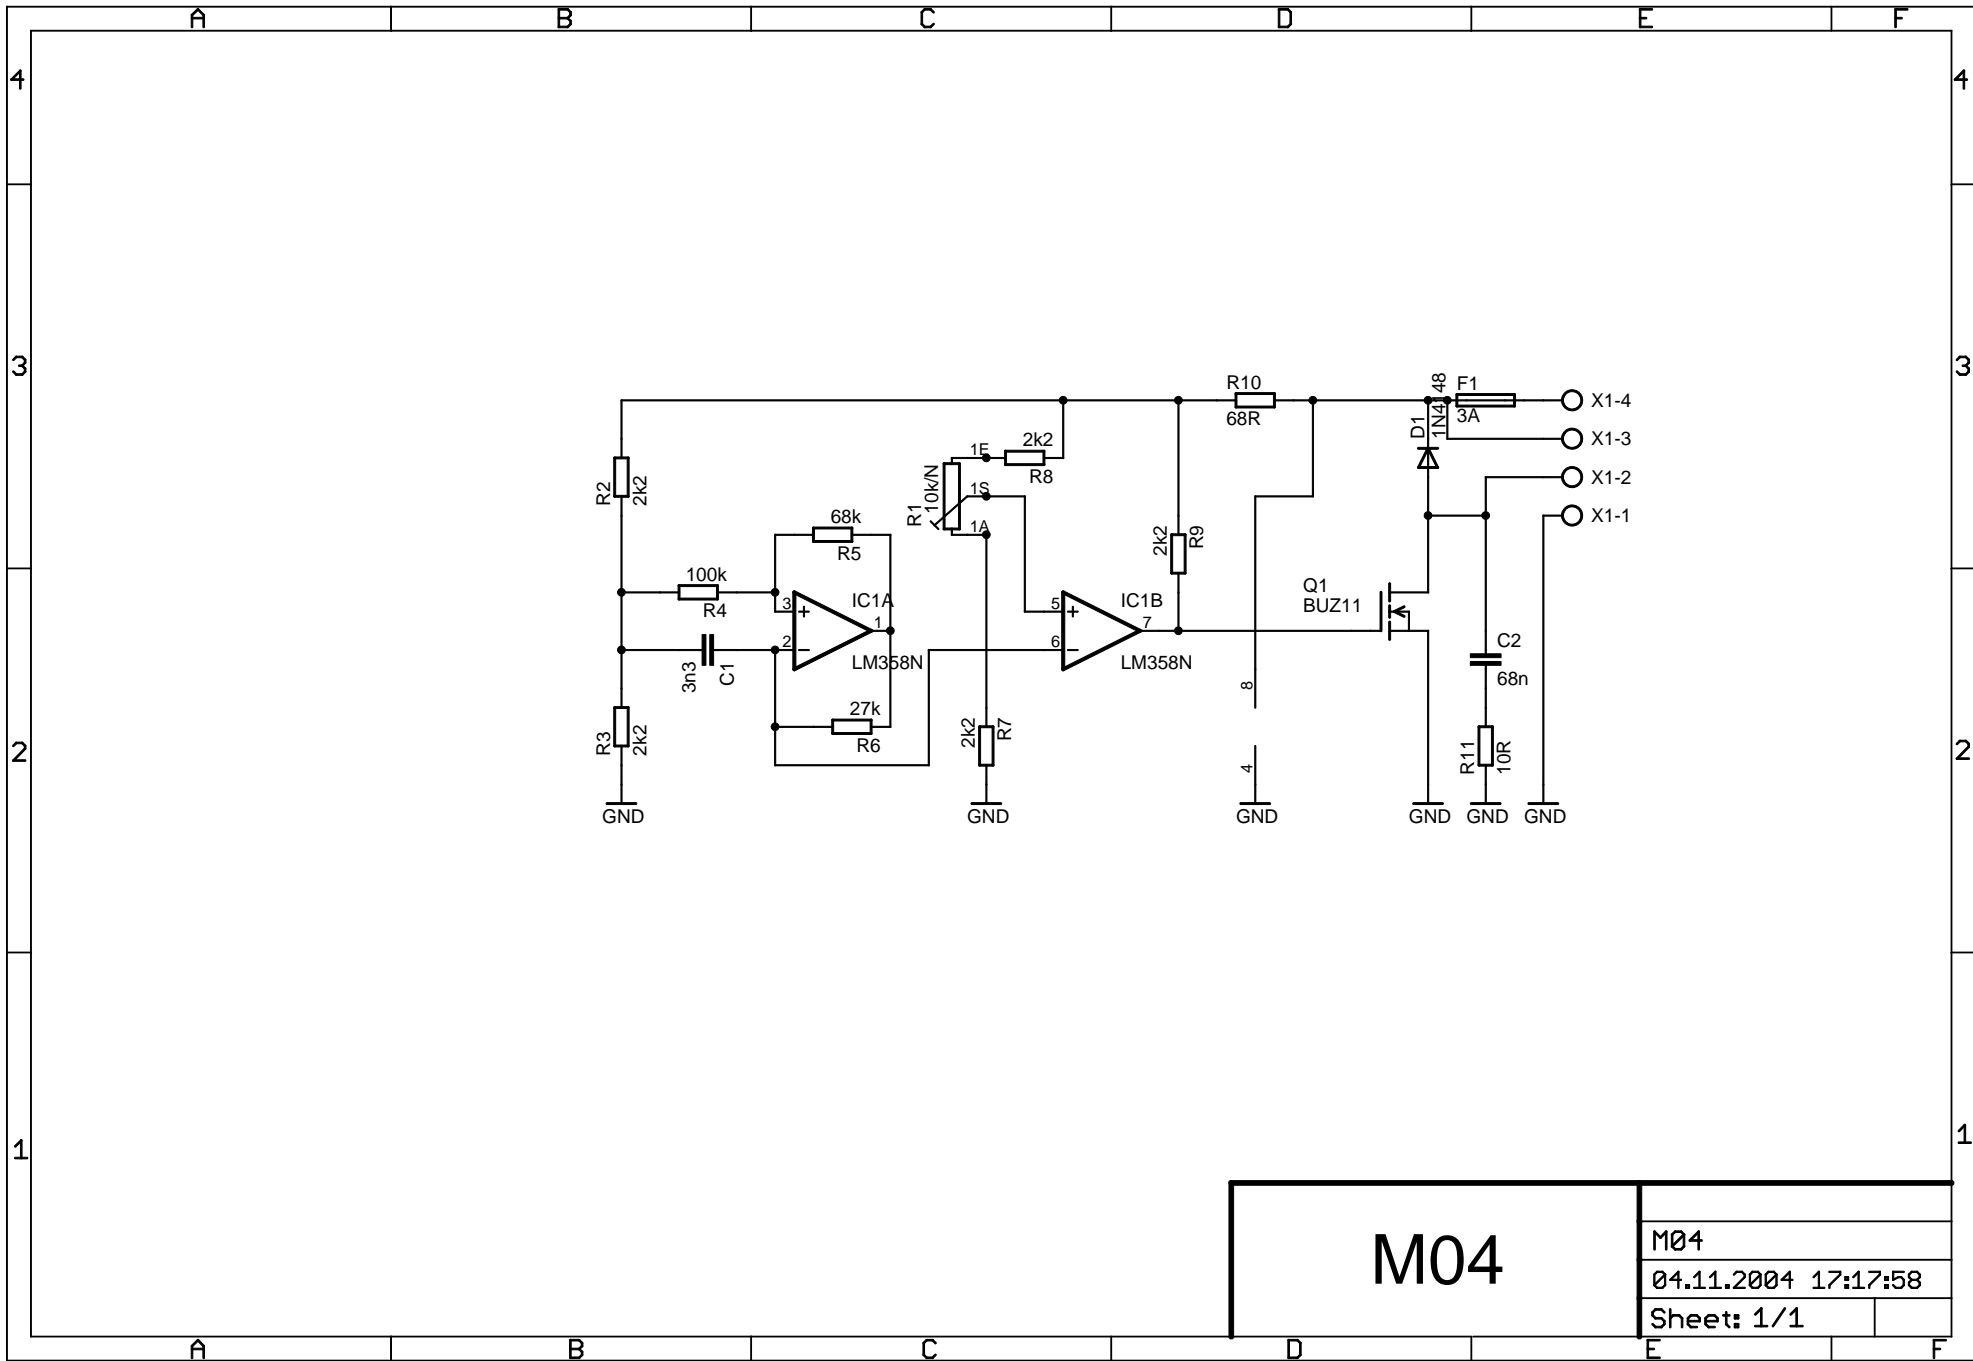 A B C D E F
4 4
3 3
2 2
1 1
R10
68R
D1
1N4148
F1
3A
X1-4
X1-3
X1-2
X1-1
R2
2k2
R1
10k/N
1E
1S
1A
2k2
R8
68k
R5
2k2
R9
100k
R4
3
2
1
IC1A
LM358N
5
6
7
IC1B
LM358N
Q1
BUZ11
C2
68n
3n3
C1
R3
2k2
27k
R6
2k2
R7
8
4
R11
10R
GND
GND
GND
GND
GND
GND
M04
M04
04.11.2004 17:17:58
Sheet: 1/1
A B C D E F